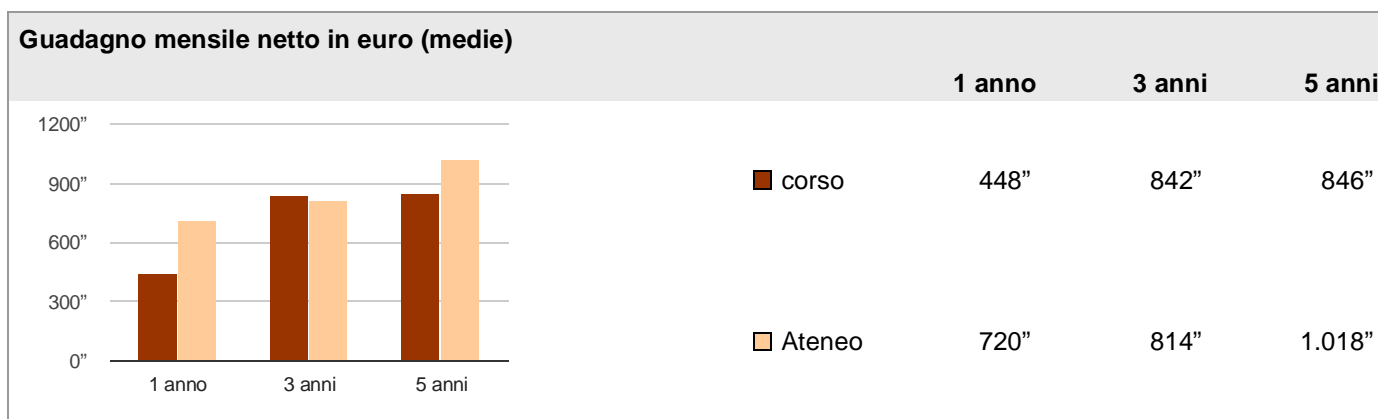 Guadagno mensile netto in euro (medie)
1 anno 3 anni 5 anni
1200”
900”
600”
300”
0”
1 anno 3 anni 5 anni
corso 448” 842” 846”
Ateneo 720” 814” 1.018”